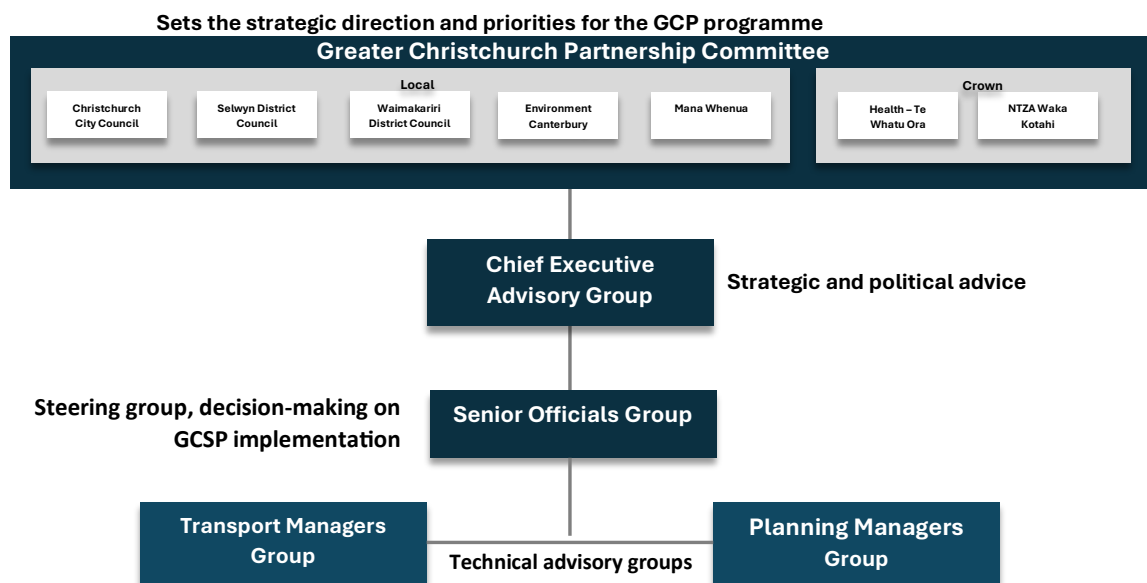 Sets the strategic direction and priorities for the GCP programme
Greater Christchurch Partnership Committee
Local
Christchurch
City Council
Selwyn District
Council
Waimakariri
District Council
Environment
Canterbury
Mana Whenua
Crown
Health – Te
Whatu Ora
NTZA Waka
Kotahi
Chief Executive
Advisory Group
Strategic and political advice
Steering group, decision-making on
GCSP implementation
Senior Officials Group
Transport Managers
Group
Technical advisory groups
Planning Managers
Group